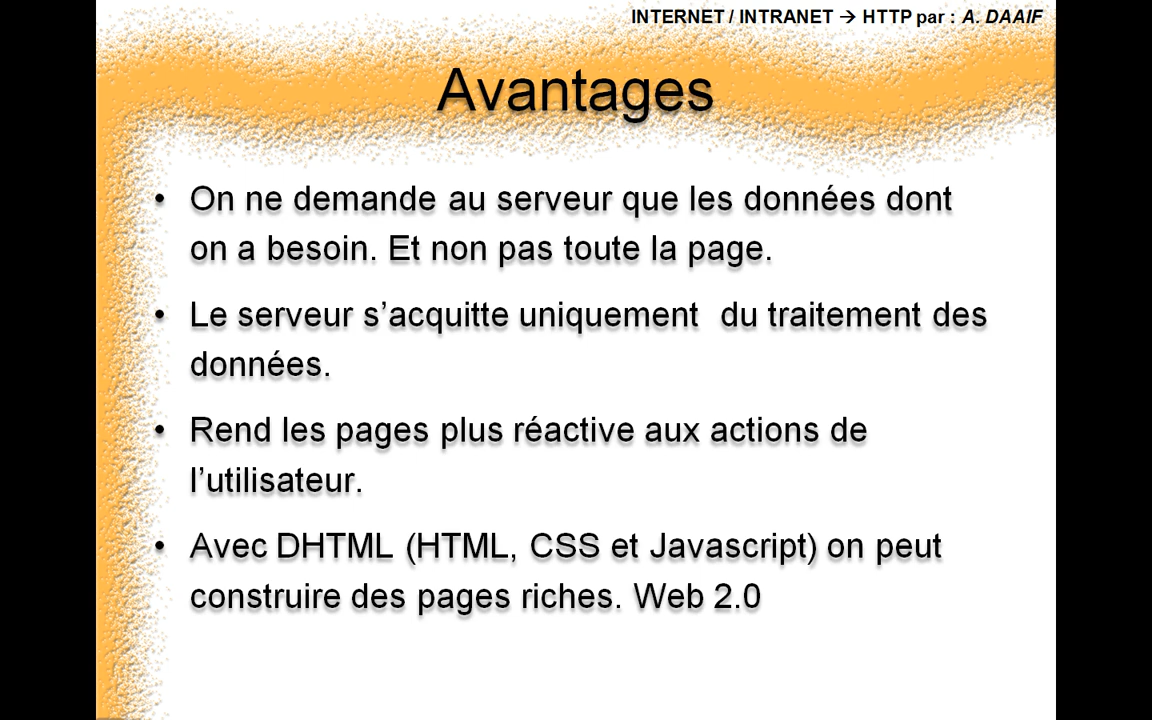 INTERNET / INTRANET → HTTP par : A. DAAIF
Avantages
• On ne demande au serveur que les données dont
on a besoin. Et non pas toute la page.
• Le serveur s’acquitte uniquement  du traitement des
données.
• Rend les pages plus réactive aux actions de
l’utilisateur.
• Avec DHTML (HTML, CSS et Javascript) on peut
construire des pages riches. Web 2.0